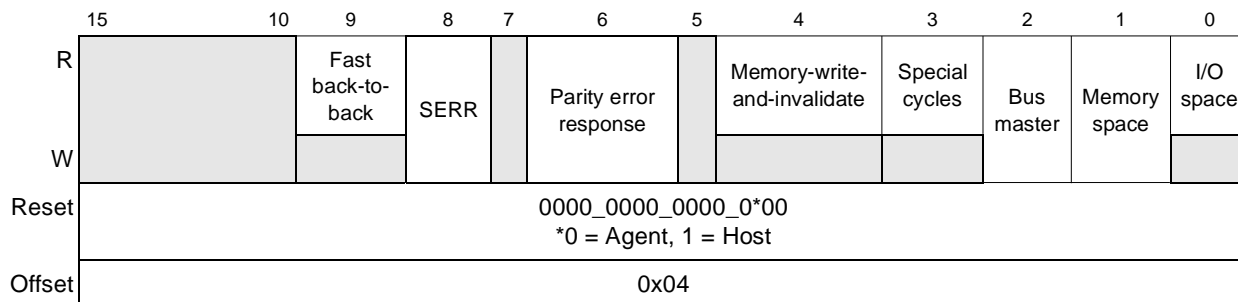 15 10 9 8 7 6 5 4 3 2 1 0
R
Fast
back-to-
back
SERR
Parity error
response
Memory-write-
and-invalidate
Special
cycles
Bus
master
Memory
space
I/O
space
W
Reset
0000_0000_0000_0*00
*0 = Agent, 1 = Host
Offset
0x04